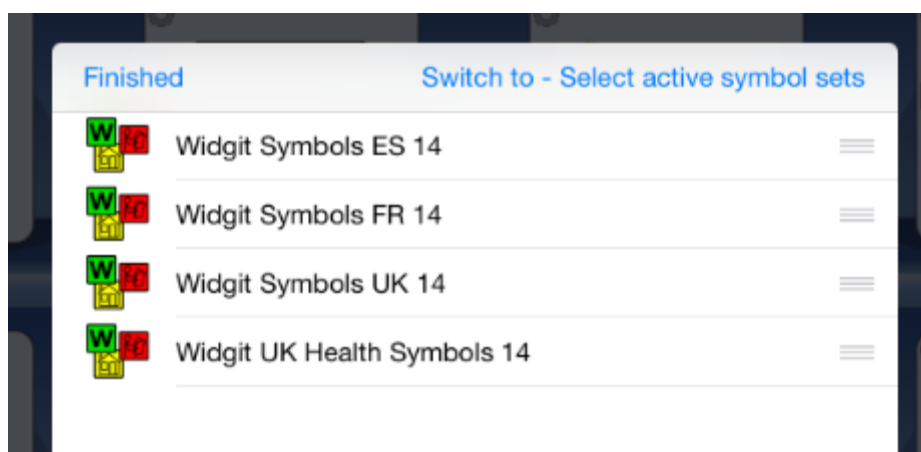 Finished Switch to - Select active symbol sets
Widgit Symbols ES 14
Widgit Symbols FR 14
Widgit Symbols UK 14
Widgit UK Health Symbols 14